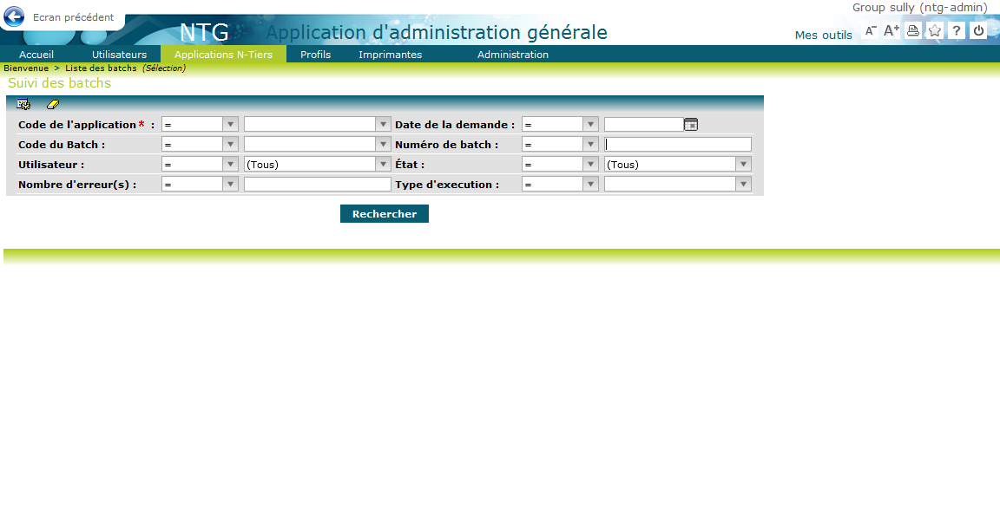 Group sully (ntg-admin)
Ecran précédent
NTG Application d'administration générale
Mes outils A- A+ ?
Accueil Utilisateurs Applications N-Tiers Profils Imprimantes Administration
Bienvenue > Liste des batchs (Sélection)
Suivi des batchs
Code de l'application* : = Date de la demande : =
Code du Batch : = Numéro de batch : =
Utilisateur : = (Tous) État : = (Tous)
Nombre d'erreur(s) : = Type d'execution : =
Rechercher